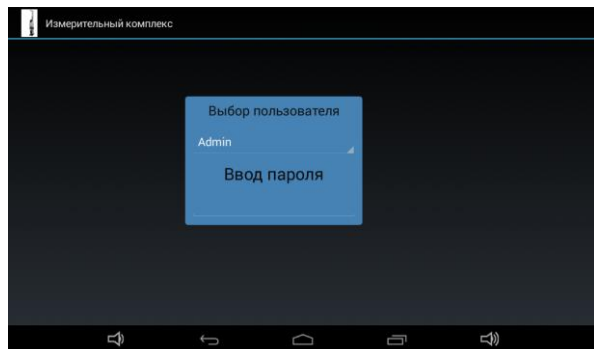 Измерительный комплекс
Выбор пользователя
Admin
Ввод пароля